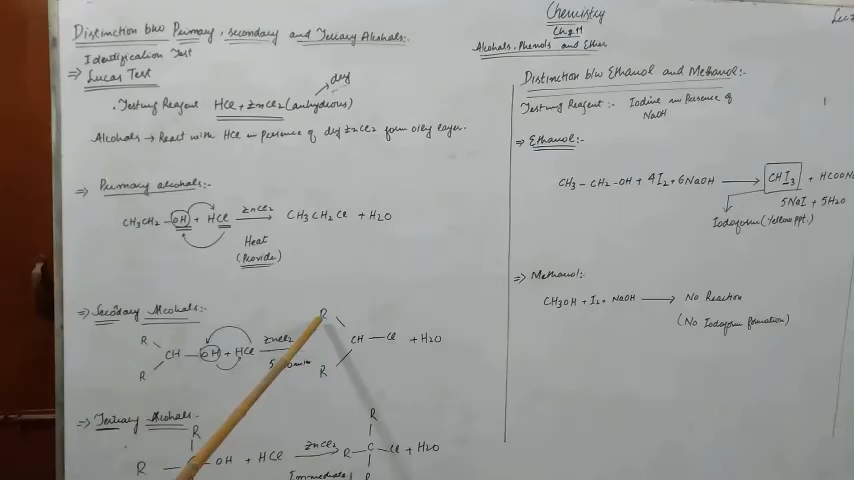 Distinction b/w Primary, secondary and Tertiary Alcohals:-
Identification Test
⇒ Lucas Test
dry
. Testing Reagent HCl + ZnCl2 (anhydrous)
Alcohals → React with HCl in presence of dry ZnCl2 form oily layer.
⇒ Primary alcohals:-
CH3CH2 - OH + HCl ZnCl2 → CH3CH2Cl + H2O
Heat
(Provide)
⇒ Secondary Alcohals:-
R R
CH - OH + HCl ZnCl2 CH - Cl + H2O
R R
⇒ Tertiary Alcohals:-
R R
R - OH + HCl ZnCl2 → R - C - Cl + H2O
Chemistry
Ch#11
Alcohals, Phenols and Ether
Distinction b/w Ethanol and Methanol:-
Testing Reagent:- Iodine in Presence of
NaOH
⇒ Ethanol:-
CH3 - CH2 - OH + 4I2 + 6NaOH → CHI3 + HCOONa
5NaI + 5H2O
Iodoform (Yellow ppt.)
⇒ Methanol:-
CH3OH + I2 + NaOH → No Reaction
(No Iodoform formation)